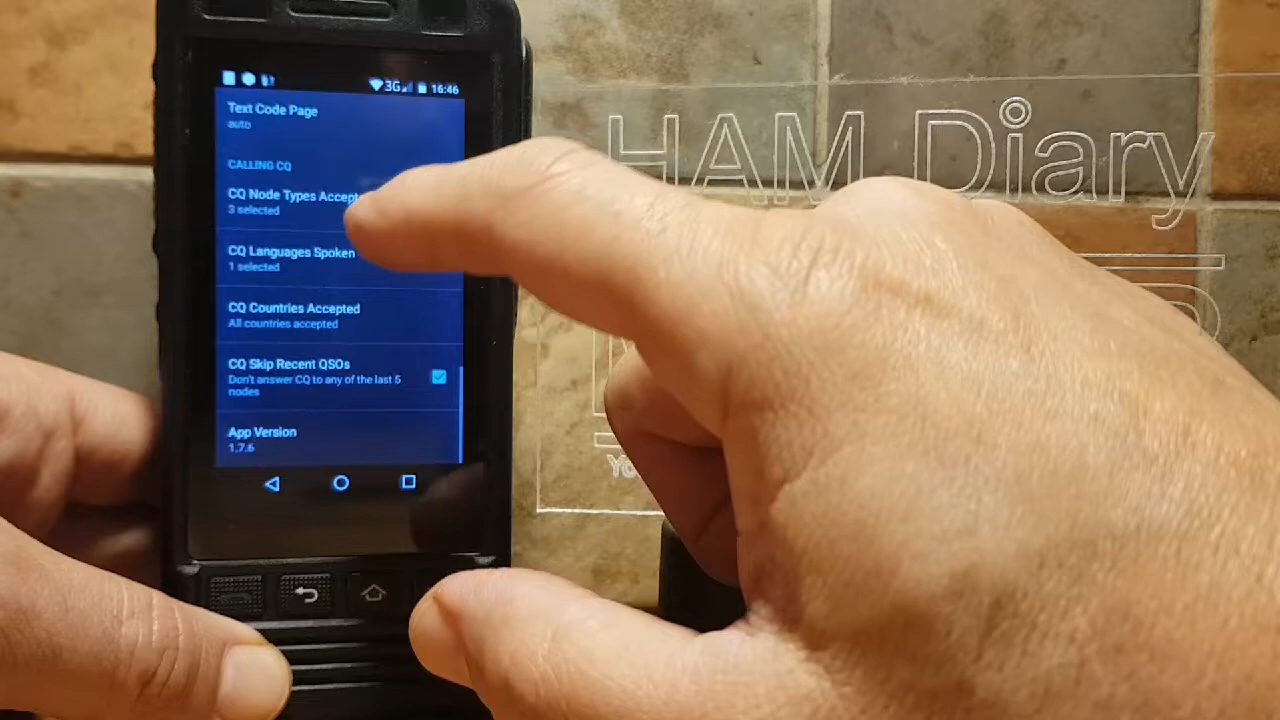 3G 16:46
Text Code Page
auto
CALLING CQ
CQ Node Types Accept
3 selected
CQ Languages Spoken
1 selected
CQ Countries Accepted
All countries accepted
CQ Skip Recent QSOs
Don't answer CQ to any of the last 5
nodes
App Version
1.7.6
HAM Diary